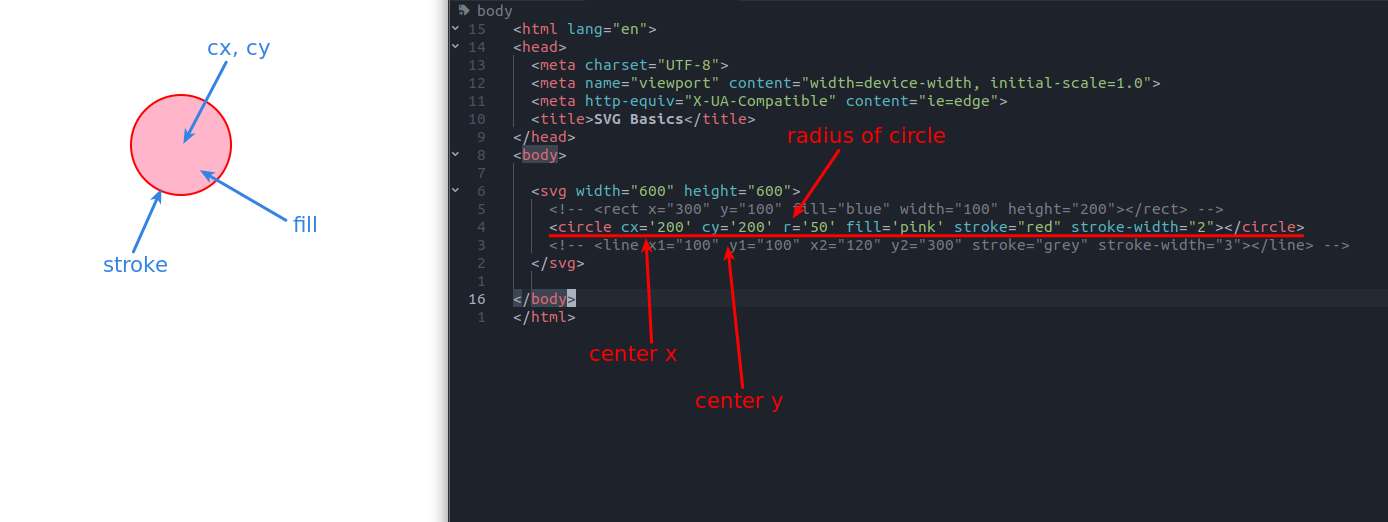 cx, cy
fill
stroke
body
15 <html lang="en">
14 <head>
13 <meta charset="UTF-8">
12 <meta name="viewport" content="width=device-width, initial-scale=1.0">
11 <meta http-equiv="X-UA-Compatible" content="ie=edge">
10 <title>SVG Basics</title>
9 </head>
radius of circle
8 <body>
7
6 <svg width="600" height="600">
5 <!-- <rect x="300" y="100" fill="blue" width="100" height="200"></rect> -->
4 <circle cx='200' cy='200' r='50' fill='pink' stroke="red" stroke-width="2"></circle>
3 <!-- <line x1="100" y1="100" x2="120" y2="300" stroke="grey" stroke-width="3"></line> -->
2 </svg>
1
16 </body>
1 </html>
center x
center y